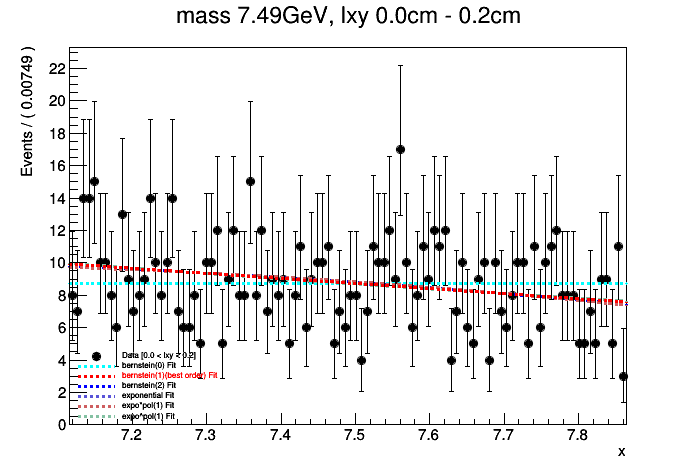 mass 7.49GeV, lxy 0.0cm - 0.2cm
Events / ( 0.00749 )
22
20
18
16
14
12
10
8
6
4
2
0
Data [0.0 < lxy < 0.2]
bernstein(0) Fit
bernstein(1)(best order) Fit
bernstein(2) Fit
exponential Fit
expo*pol(1) Fit
expo^pol(1) Fit
7.2 7.3 7.4 7.5 7.6 7.7 7.8
x